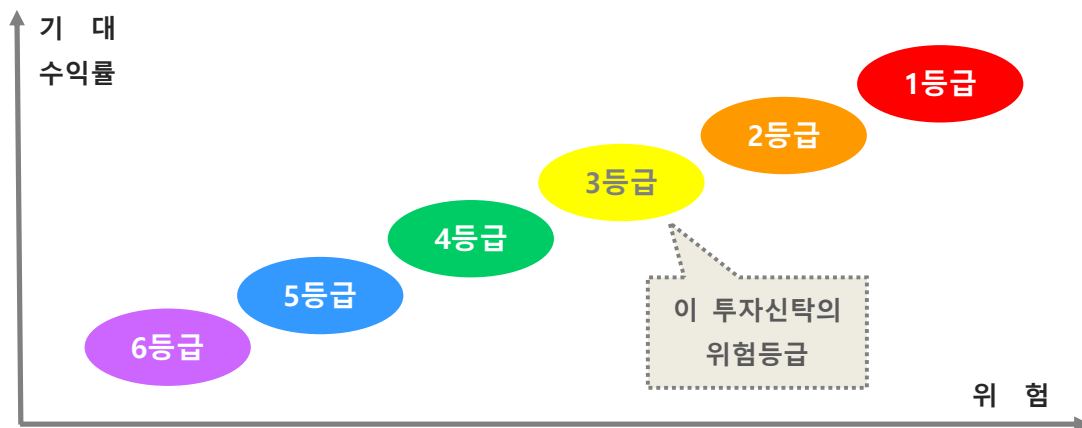 기 대
수익률
1등급
2등급
3등급
4등급
5등급
6등급
이 투자신탁의
위험등급
위 험